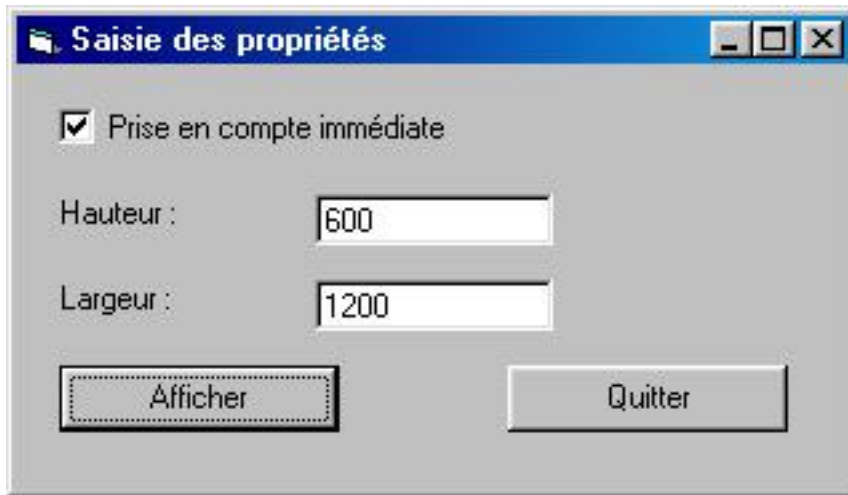 Saisie des propriétés
Prise en compte immédiate
Hauteur : 600
Largeur : 1200
Afficher Quitter